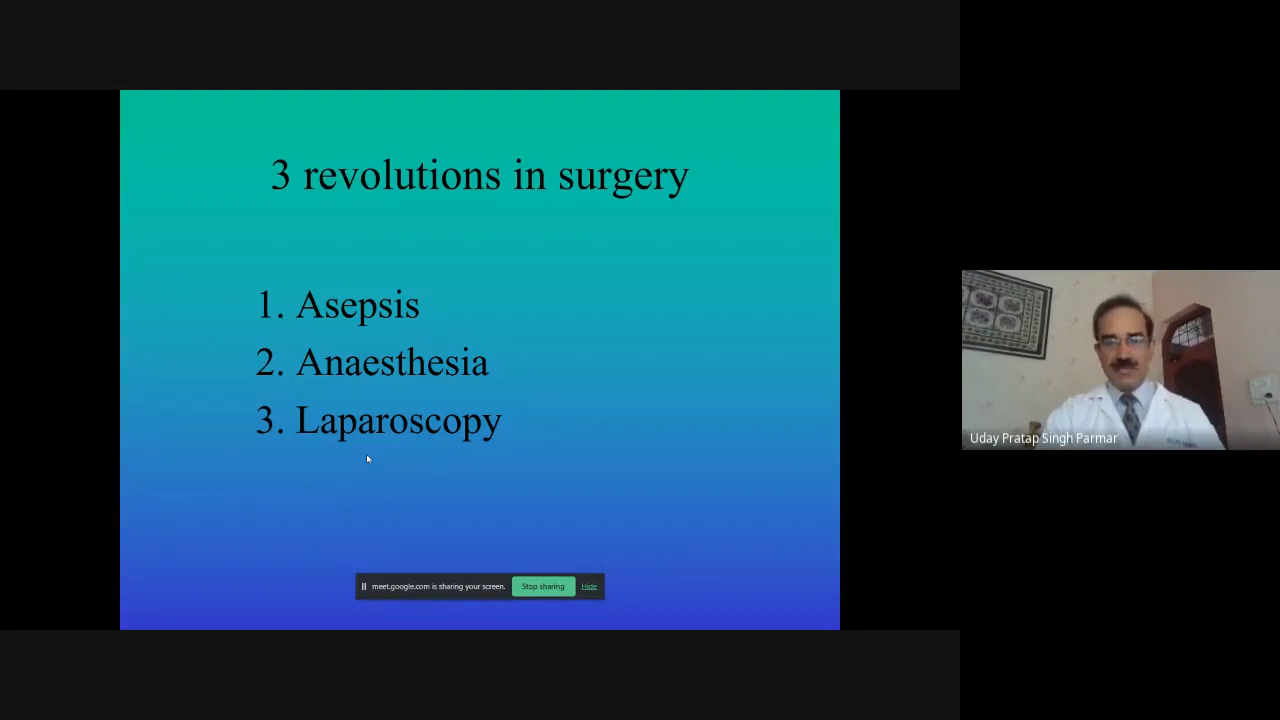 3 revolutions in surgery
1. Asepsis
2. Anaesthesia
3. Laparoscopy
meet.google.com is sharing your screen. Stop sharing Hide
Uday Pratap Singh Parmar